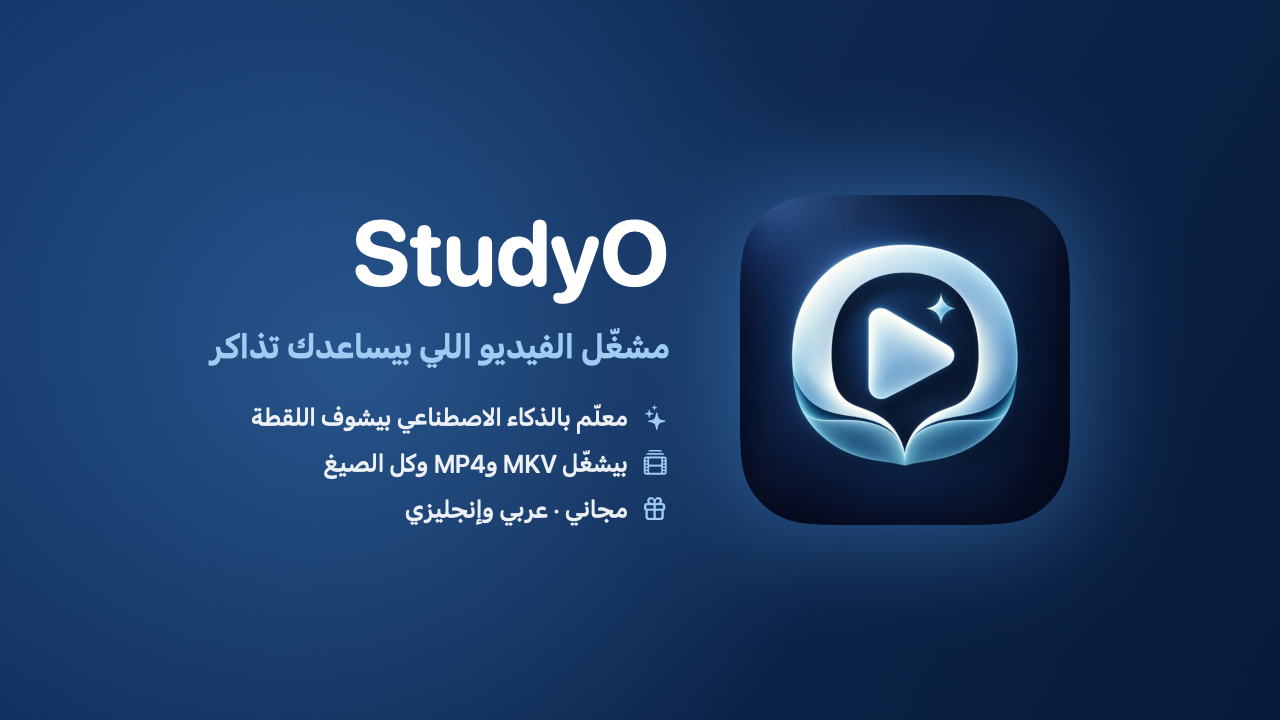 StudyO
مشغّل الفيديو اللي بيساعدك تذاكر
معلّم بالذكاء الاصطناعي بيشوف اللقطة
بيشغّل MKV وMP4 وكل الصيغ
مجاني · عربي وإنجليزي